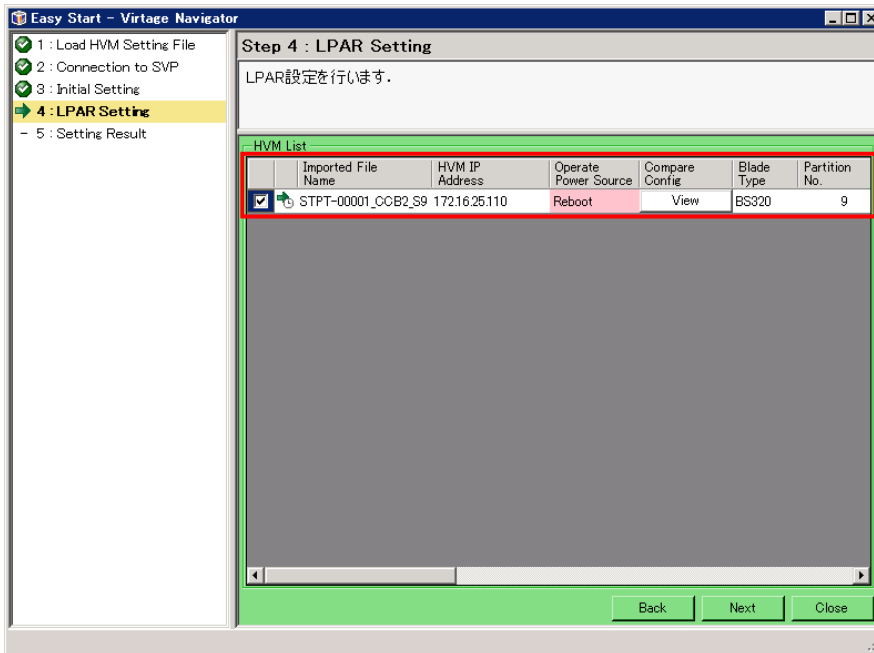 Easy Start - Virtage Navigator
1 : Load HVM Setting File
2 : Connection to SVP
3 : Initial Setting
4 : LPAR Setting
- 5 : Setting Result
Step 4 : LPAR Setting
LPAR設定を行います.
HVM List
Imported File Name
HVM IP Address
Operate Power Source
Compare Config
Blade Type
Partition No.
STPT-00001_CCB2_S9 172.16.25.110 Reboot View BS320 9
Back Next Close